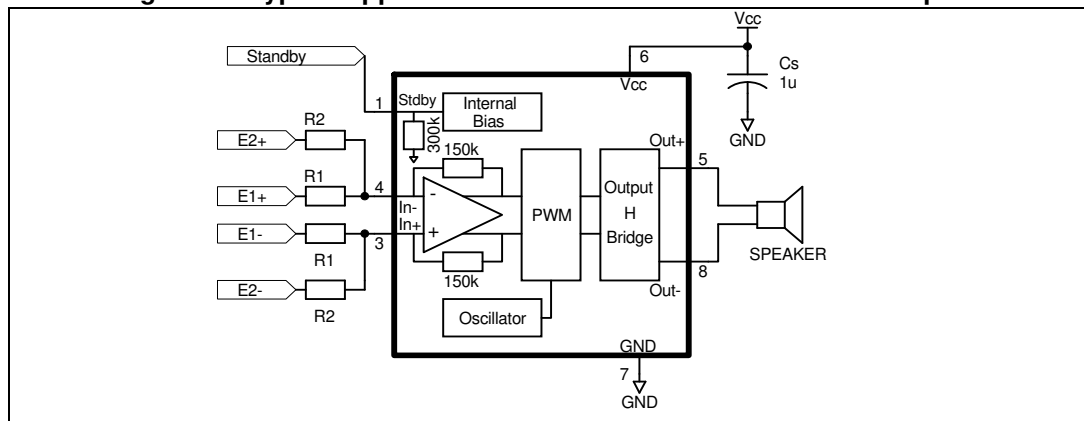 Vcc
6
Standby
Cs
1u
Vcc
1
Stdby
Internal
Bias
300k
GND
R2
E2+
150k
Out+
5
R1
E1+
4
-
In-
In+
+
PWM
Output
H
Bridge
E1-
3
R1
SPEAKER
150k
E2-
R2
Out-
8
Oscillator
GND
7
GND